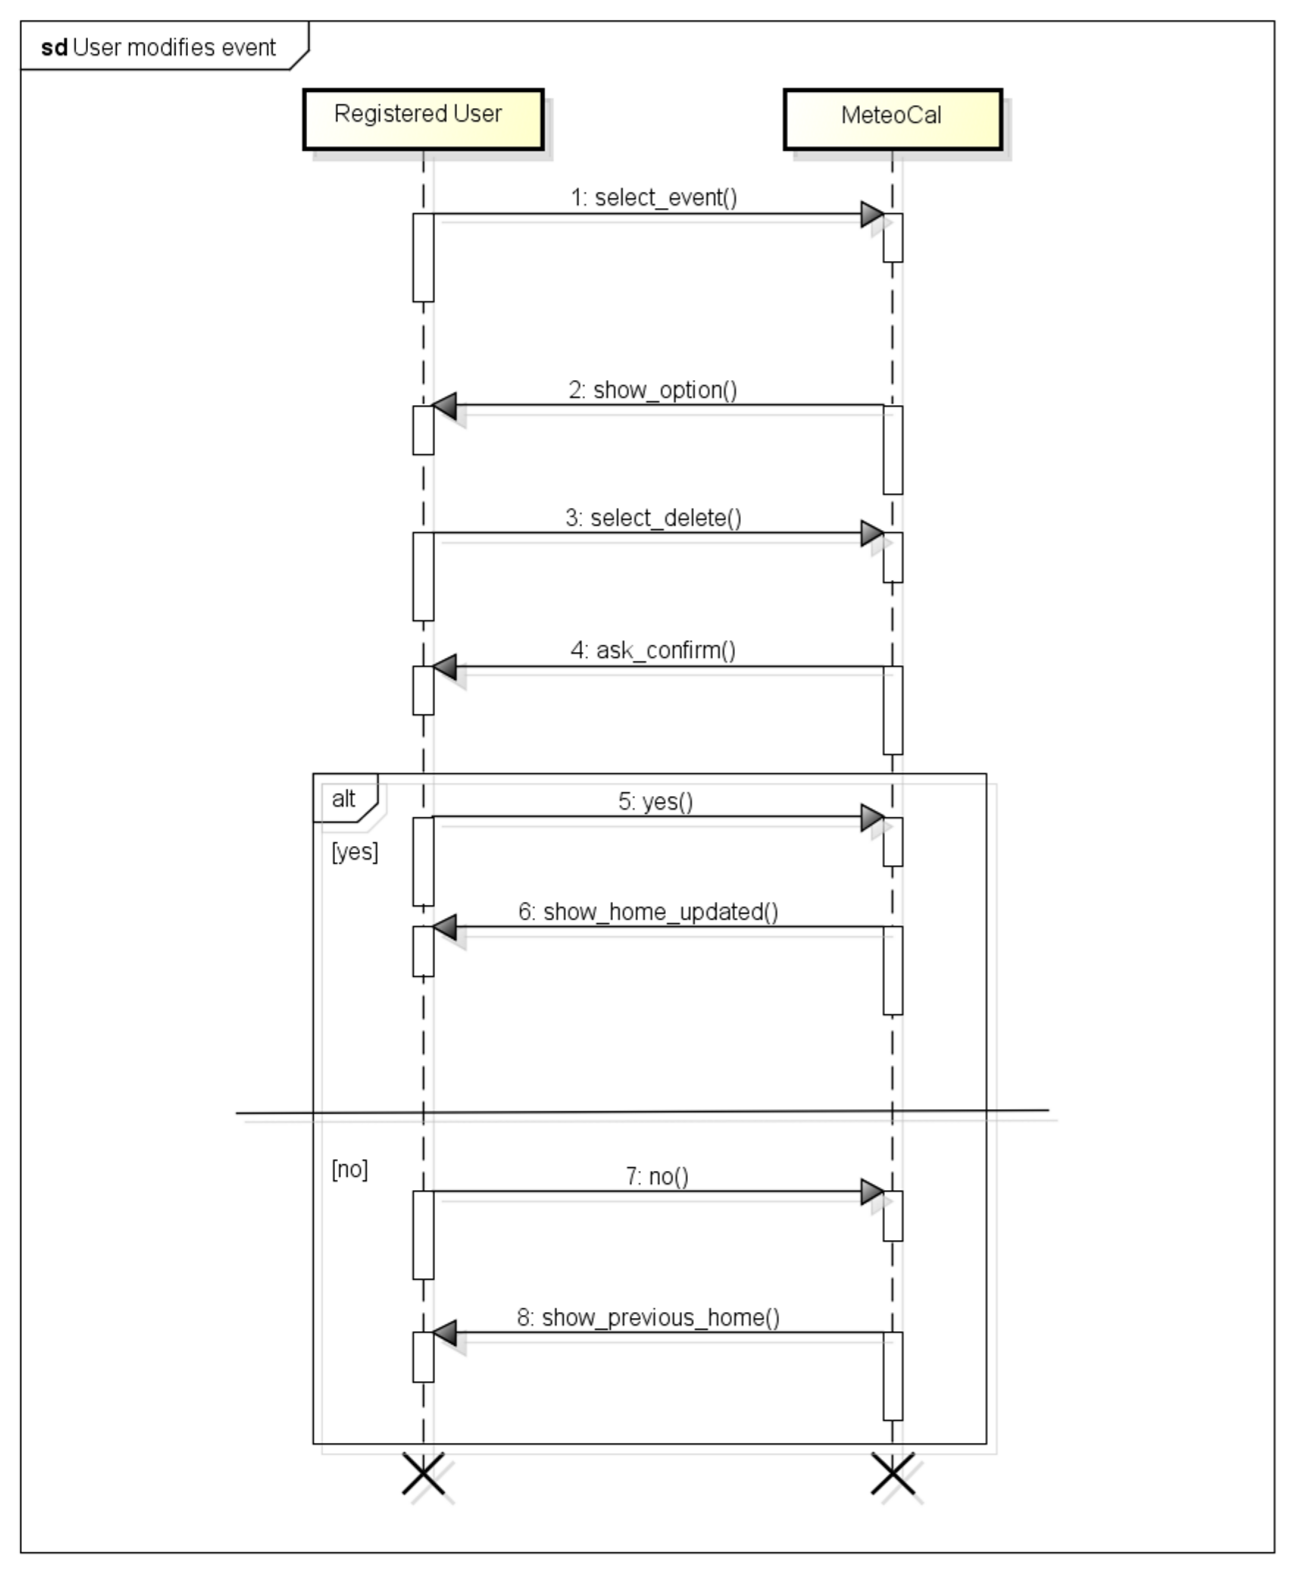 sd User modifies event
Registered User
MeteoCal
1: select_event()
2: show_option()
3: select_delete()
4: ask_confirm()
alt
5: yes()
[yes]
6: show_home_updated()
[no]
7: no()
8: show_previous_home()